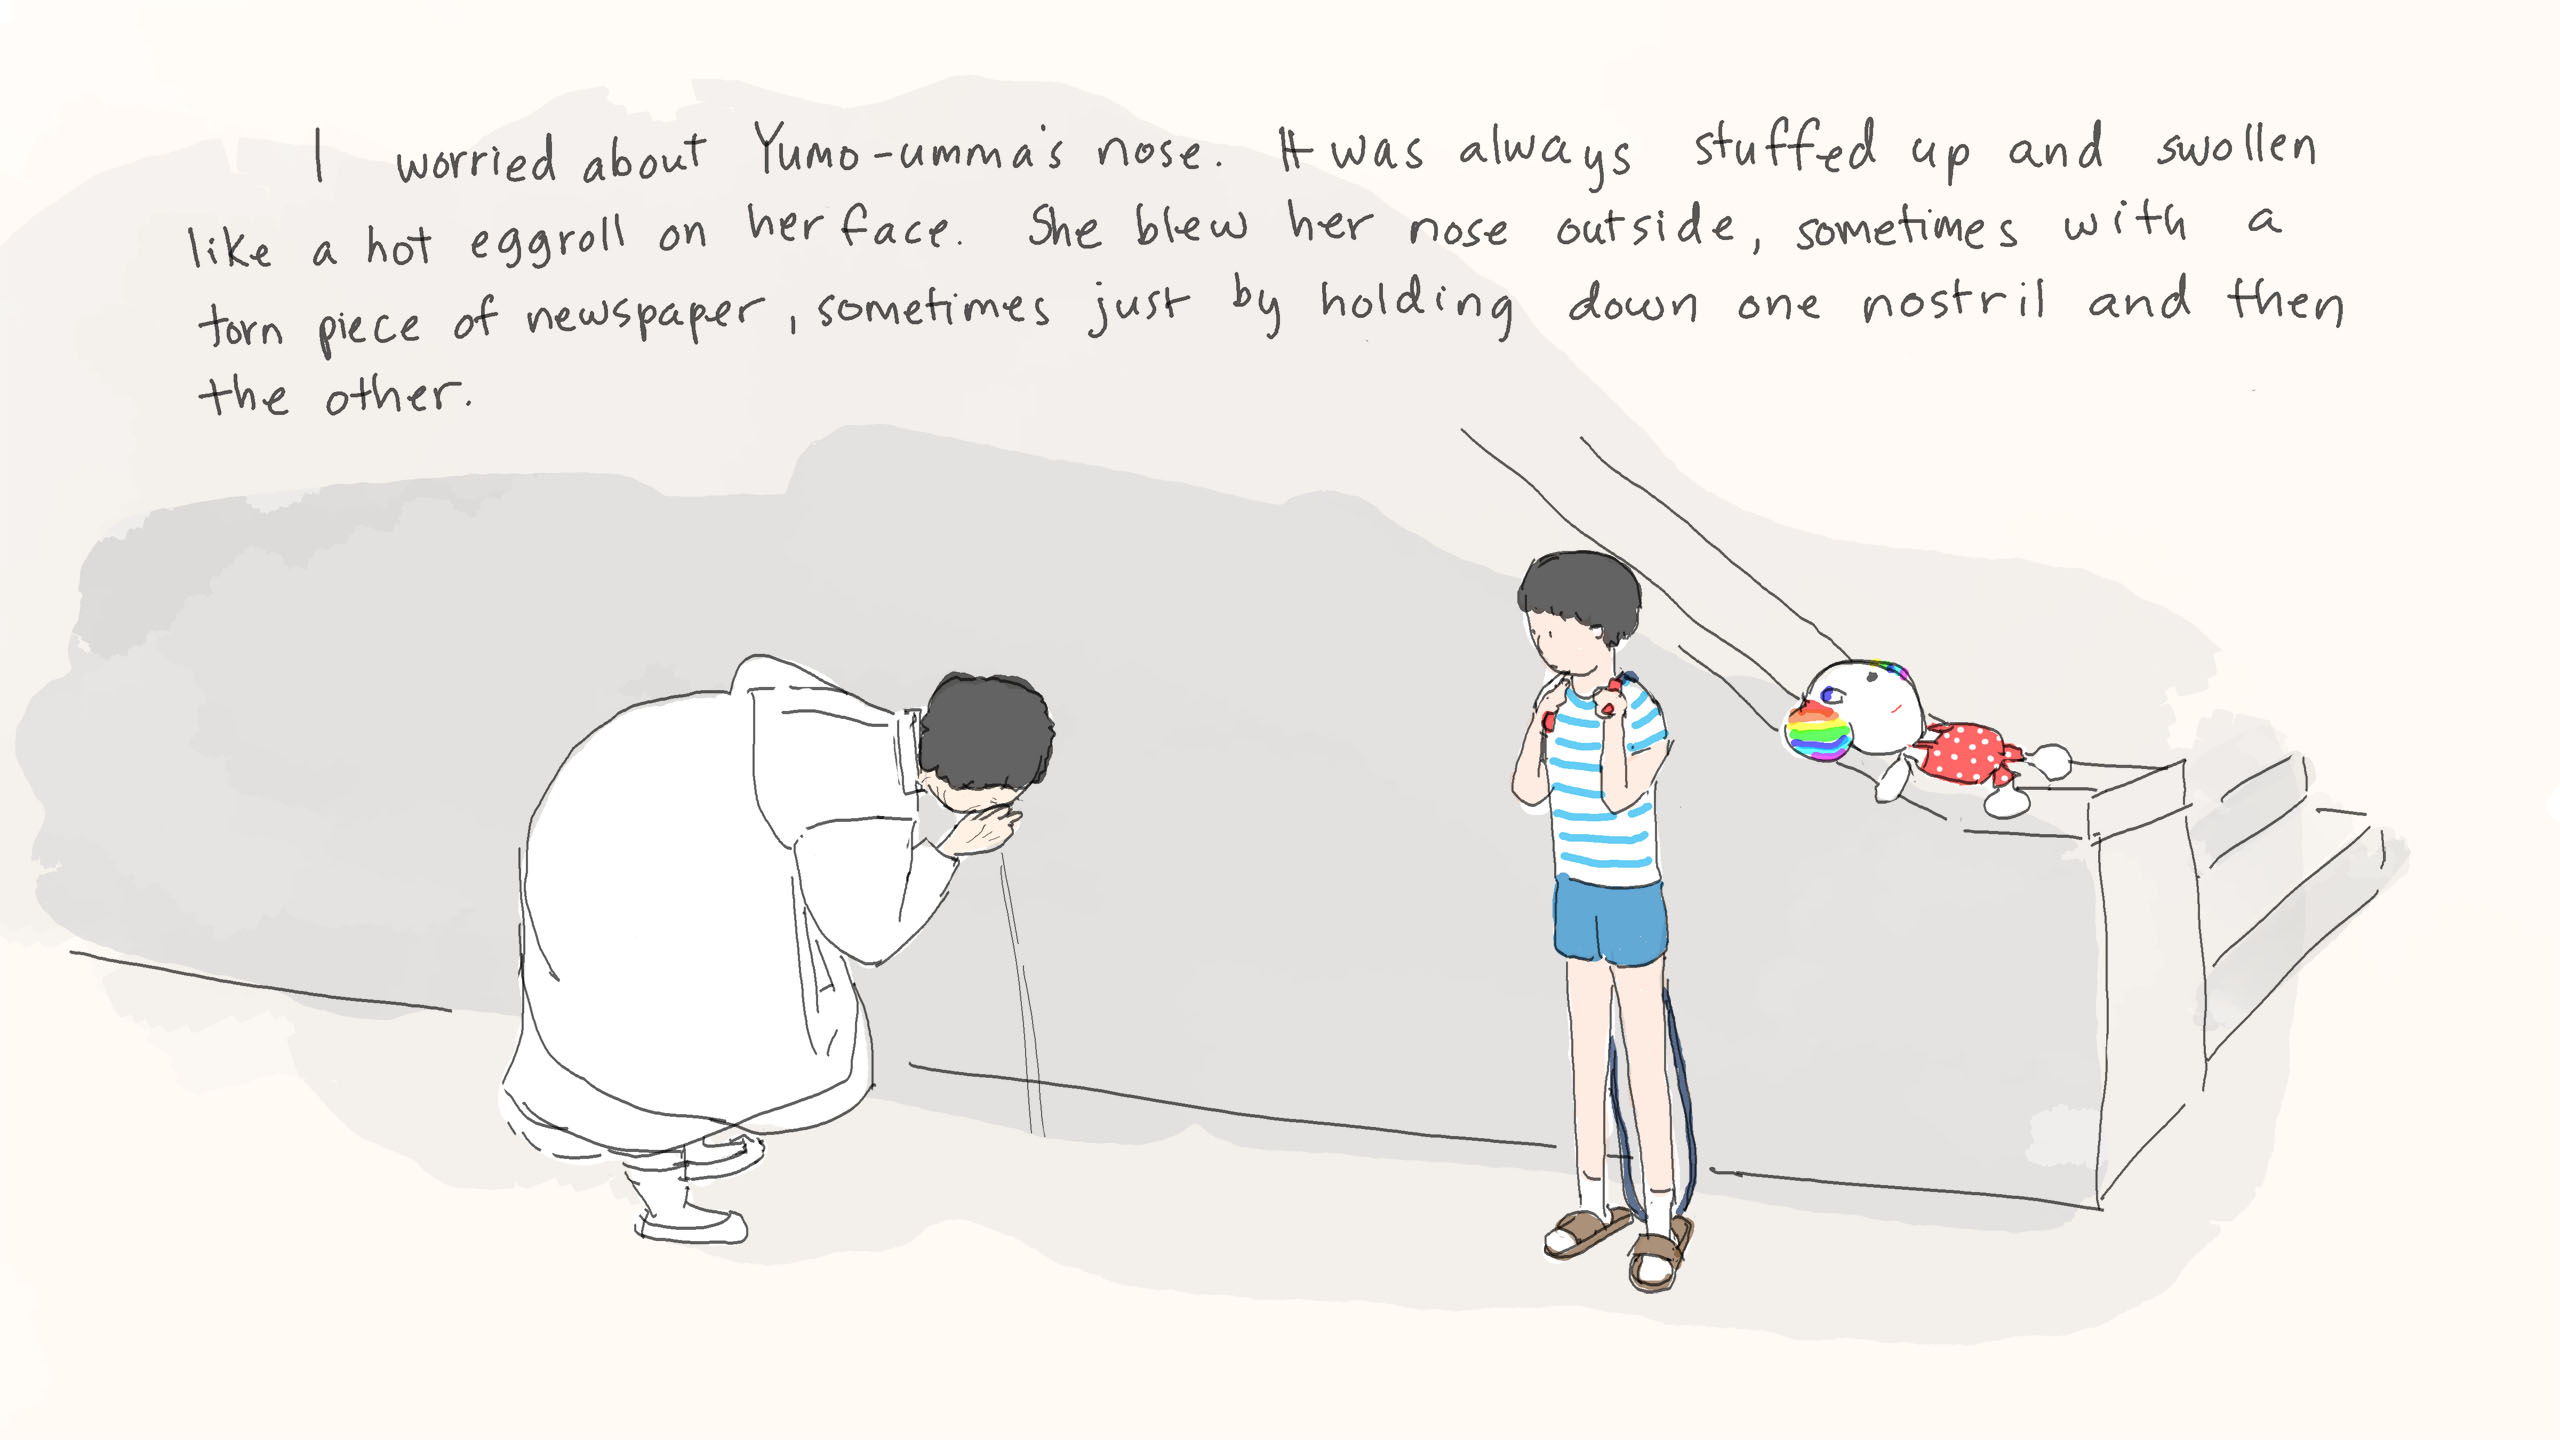 I worried about Yumo-umma's nose. It was always stuffed up and swollen
like a hot eggroll on her face. She blew her nose outside, sometimes with a
torn piece of newspaper, sometimes just by holding down one nostril and then
the other.